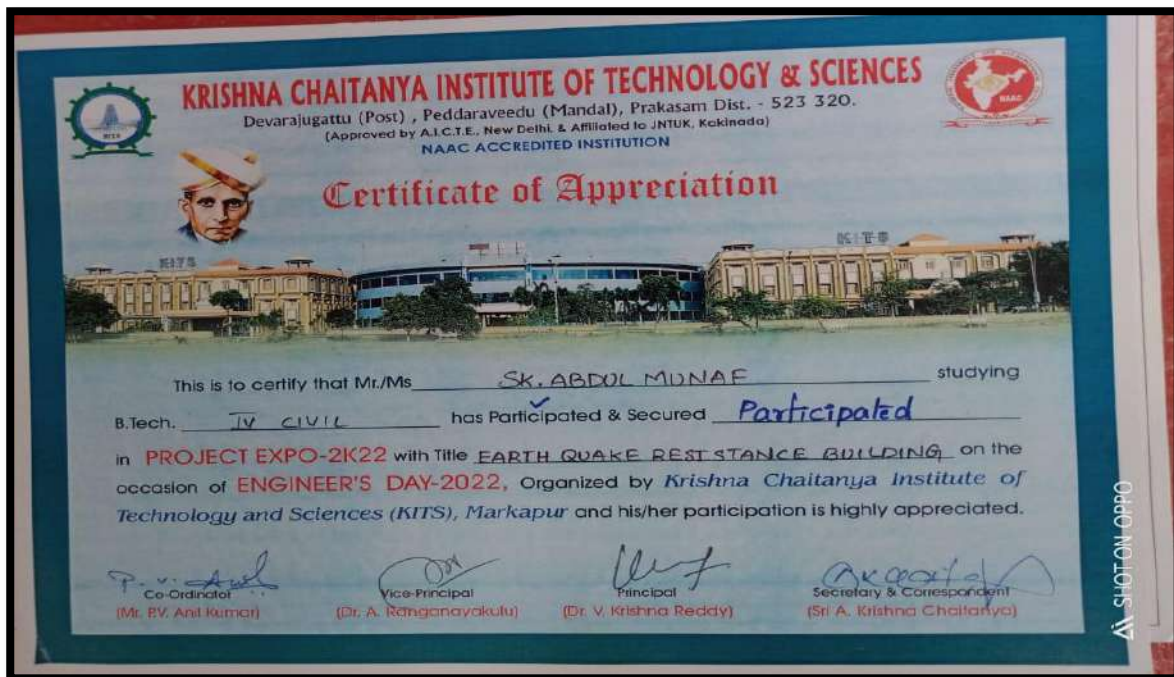 KRISHNA CHAITANYA INSTITUTE OF TECHNOLOGY & SCIENCES
Devarajugattu (Post) , Peddaraveedu (Mandal), Prakasam Dist. - 523 320.
(Approved by A.I.C.T.E., New Delhi. & Affiliated to JNTUK, Kakinada)
NAAC ACCREDITED INSTITUTION
KITS
NAAC
Certificate of Appreciation
KITS
KITS
This is to certify that Mr./Ms SK. ABDUL MUNAF studying
B.Tech. IV CIVIL has Participated & Secured Participated
in PROJECT EXPO-2K22 with Title EARTH QUAKE RESISTANCE BUILDING on the
occasion of ENGINEER'S DAY-2022, Organized by Krishna Chaitanya Institute of
Technology and Sciences (KITS), Markapur and his/her participation is highly appreciated.
P. V. Anil
Co-Ordinator Vice-Principal Principal Secretary & Correspondent
(Mr. P.V. Anil Kumar) (Dr. A. Ranganayakulu) (Dr. V. Krishna Reddy) (Sri A. Krishna Chaitanya)
Ai SHOT ON OPPO